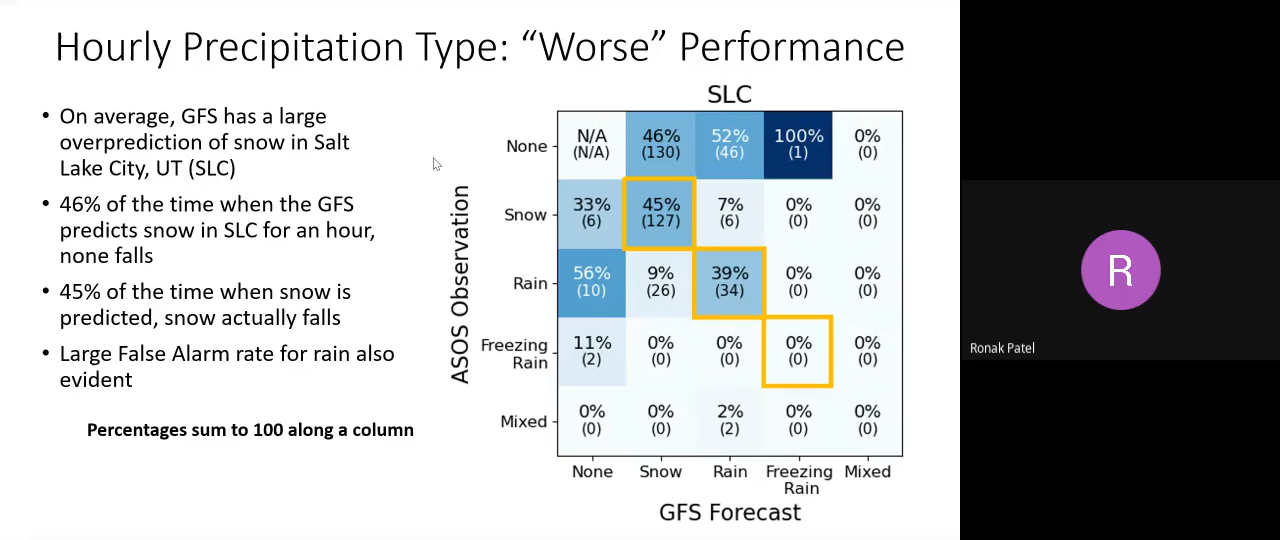 Hourly Precipitation Type: “Worse” Performance
• On average, GFS has a large
overprediction of snow in Salt
Lake City, UT (SLC)
• 46% of the time when the GFS
predicts snow in SLC for an hour,
none falls
• 45% of the time when snow is
predicted, snow actually falls
• Large False Alarm rate for rain also
evident
Percentages sum to 100 along a column
SLC
ASOS Observation
None N/A 46% 52% 100% 0%
(N/A) (130) (46) (1) (0)
Snow 33% 45% 7% 0% 0%
(6) (127) (6) (0) (0)
Rain 56% 9% 39% 0% 0%
(10) (26) (34) (0) (0)
Freezing 11% 0% 0% 0% 0%
Rain (2) (0) (0) (0) (0)
Mixed 0% 0% 2% 0% 0%
(0) (0) (2) (0) (0)
None Snow Rain Freezing Mixed
Rain
GFS Forecast
R
Ronak Patel